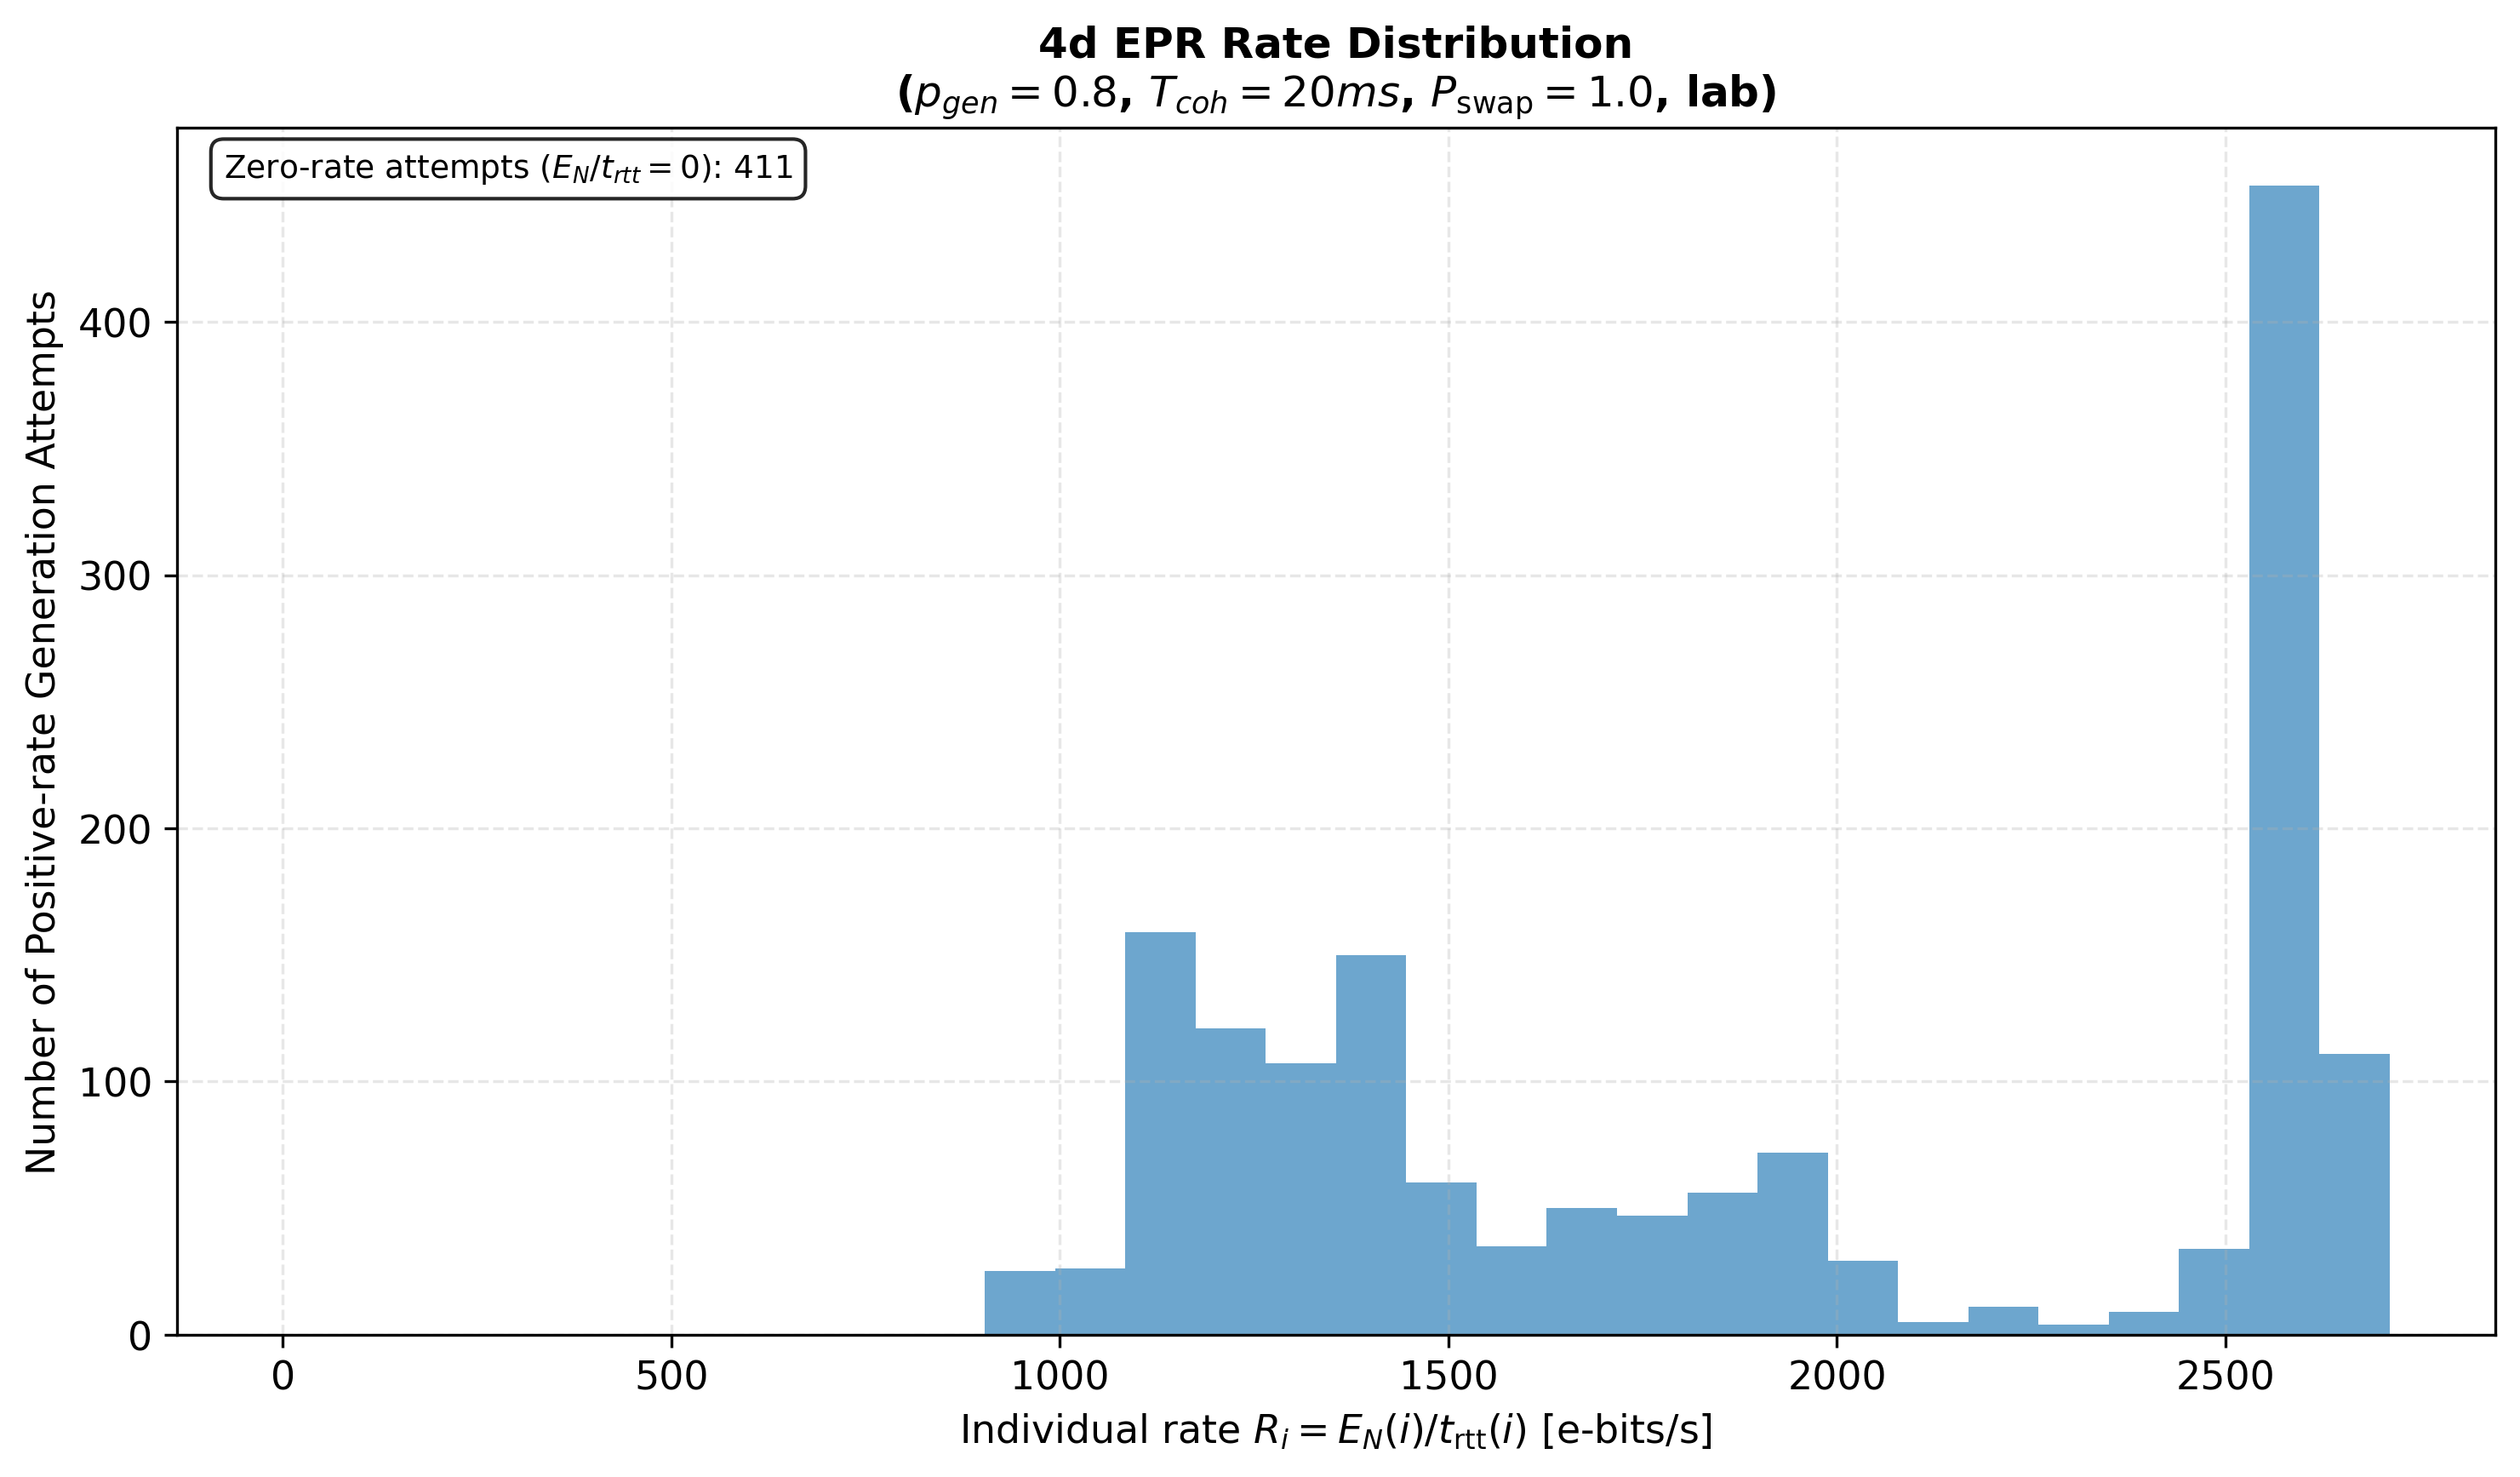 4d EPR Rate Distribution
(p_gen = 0.8, T_coh = 20ms, P_swap = 1.0, lab)
Zero-rate attempts (E_N/t_rtt = 0): 411
Number of Positive-rate Generation Attempts
400
300
200
100
0
0 500 1000 1500 2000 2500
Individual rate R_i = E_N(i)/t_rtt(i) [e-bits/s]